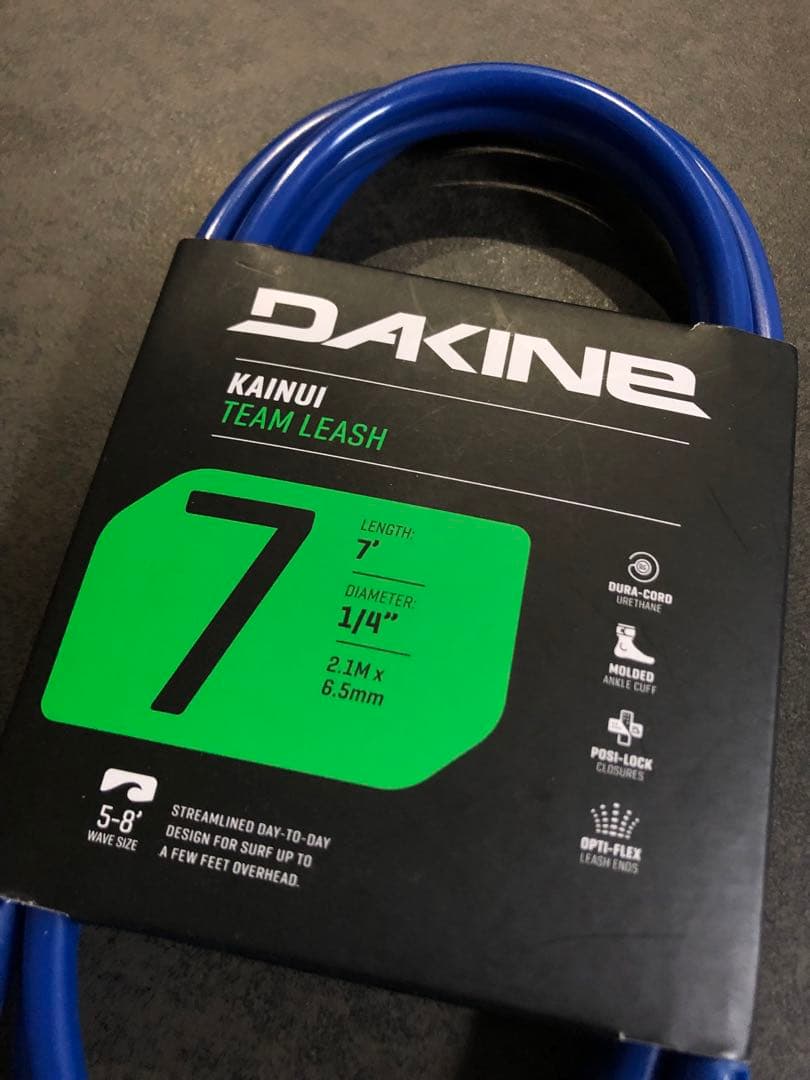 DAKINE
KAINUI
TEAM LEASH
7
LENGTH:
7'
DIAMETER:
1/4"
2.1M x
6.5mm
DURA-CORD
URETHANE
MOLDED
ANKLE CUFF
POSI-LOCK
CLOSURES
OPTI-FLEX
LEASH ENDS
5-8'
WAVE SIZE
STREAMLINED DAY-TO-DAY
DESIGN FOR SURF UP TO
A FEW FEET OVERHEAD.